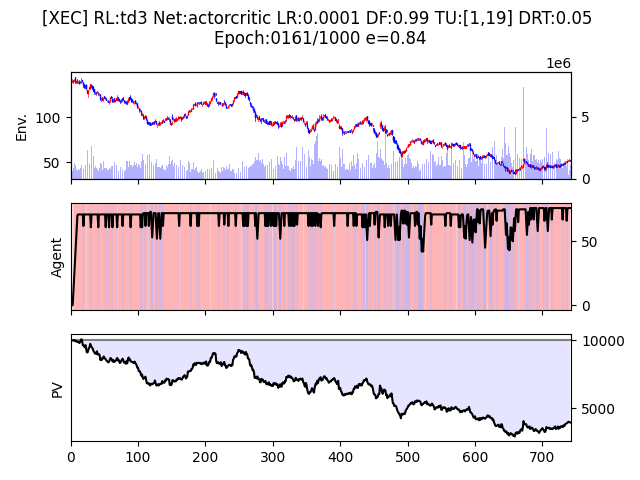 [XEC] RL:td3 Net:actorcritic LR:0.0001 DF:0.99 TU:[1,19] DRT:0.05
Epoch:0161/1000 e=0.84
1e6
Env.
100
50
5
0
Agent
50
0
PV
10000
5000
0 100 200 300 400 500 600 700